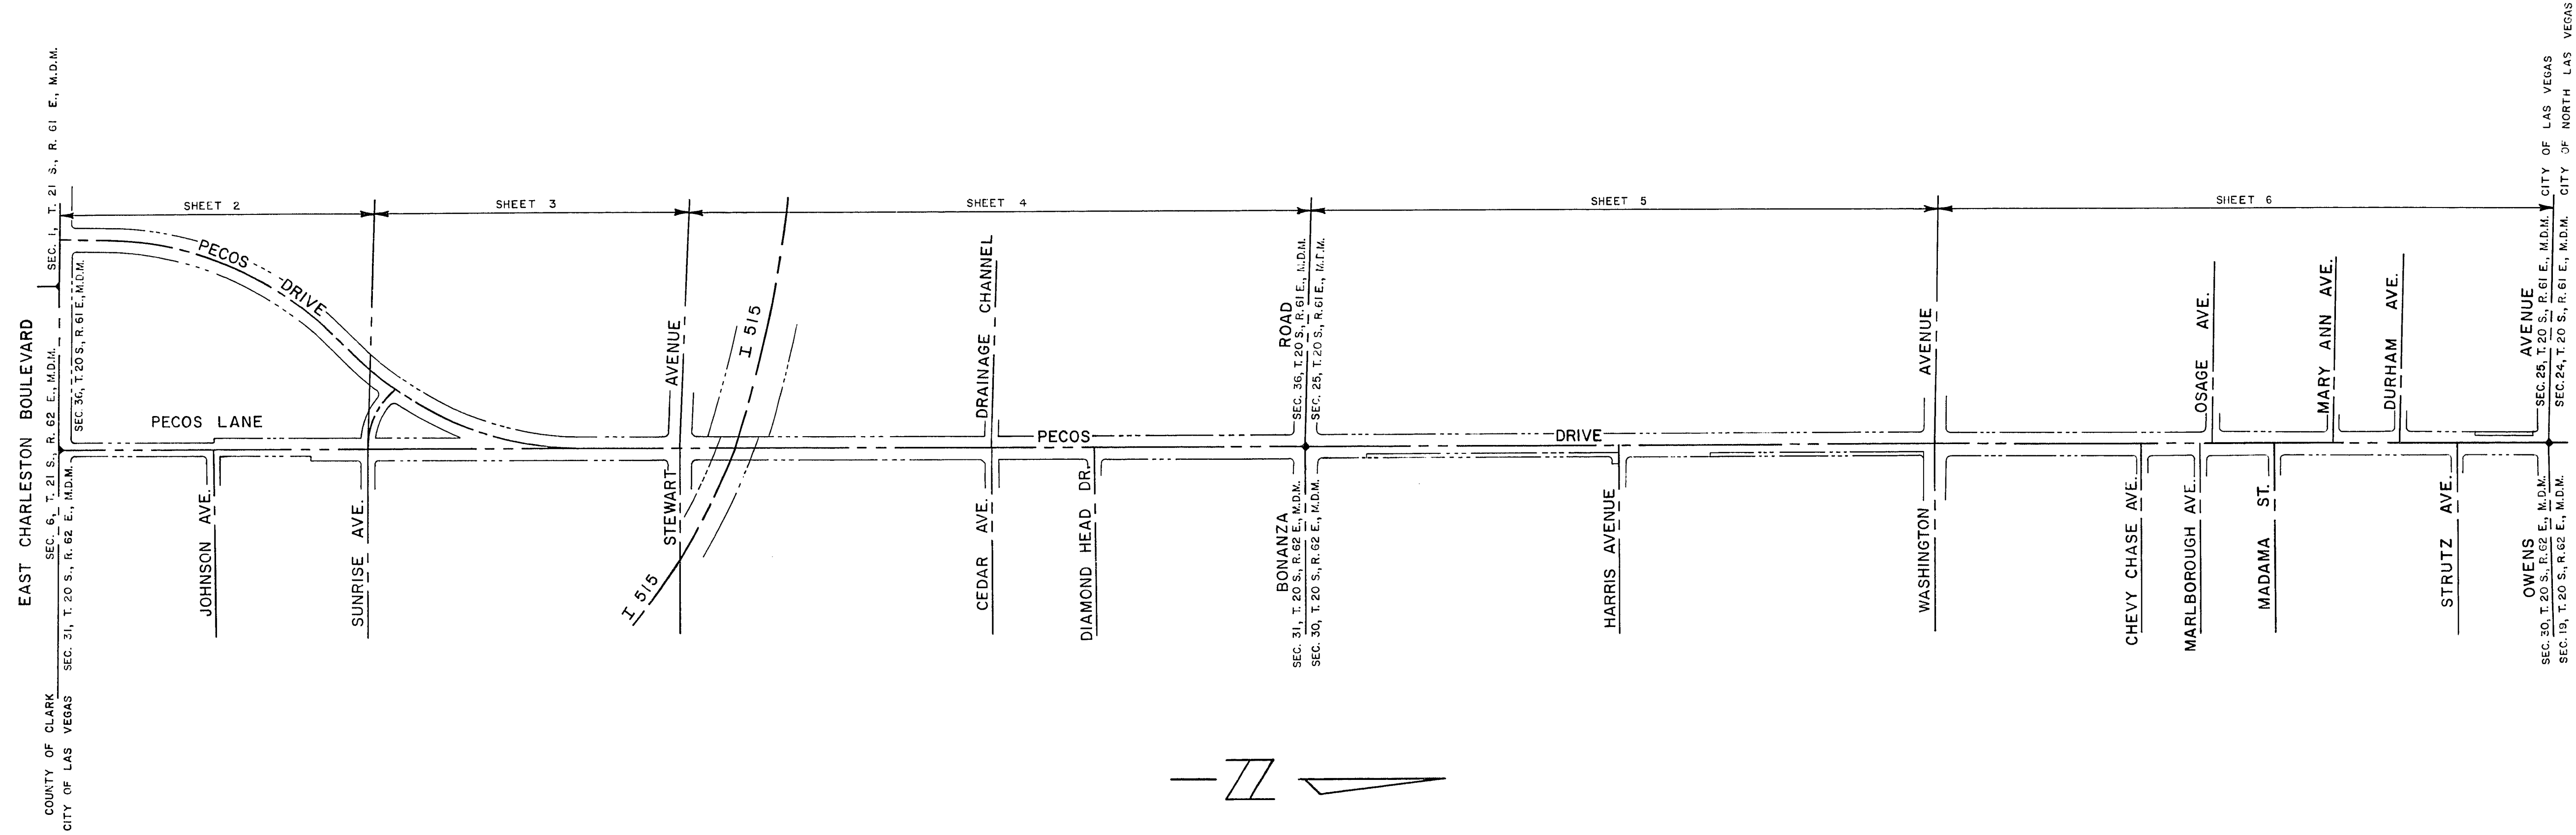 SHEET 2
SHEET 3
SHEET 4
SHEET 5
SHEET 6
EAST CHARLESTON BOULEVARD
SEC. 1, T. 21 S., R. 61 E., M.D.M.
SEC. 36, T. 20 S., R. 61 E., M.D.M.
SEC. 6, T. 21 S., R. 62 E., M.D.M.
SEC. 31, T. 20 S., R. 62 E., M.D.M.
COUNTY OF CLARK
CITY OF LAS VEGAS
PECOS DRIVE
PECOS LANE
JOHNSON AVE.
SUNRISE AVE.
STEWART AVENUE
I 515
I 515
DRAINAGE CHANNEL
CEDAR AVE.
DIAMOND HEAD DR.
PECOS DRIVE
BONANZA ROAD
SEC. 36, T. 20 S., R. 61 E., M.D.M.
SEC. 25, T. 20 S., R. 61 E., M.D.M.
SEC. 31, T. 20 S., R. 62 E., M.D.M.
SEC. 30, T. 20 S., R. 62 E., M.D.M.
HARRIS AVENUE
WASHINGTON AVENUE
CHEVY CHASE AVE.
MARLBOROUGH AVE.
OSAGE AVE.
MADAMA ST.
MARY ANN AVE.
DURHAM AVE.
STRUTZ AVE.
OWENS AVENUE
SEC. 25, T. 20 S., R. 61 E., M.D.M. CITY OF LAS VEGAS
SEC. 24, T. 20 S., R. 61 E., M.D.M. CITY OF NORTH LAS VEGAS
SEC. 30, T. 20 S., R. 62 E., M.D.M.
SEC. 19, T. 20 S., R. 62 E., M.D.M.
N